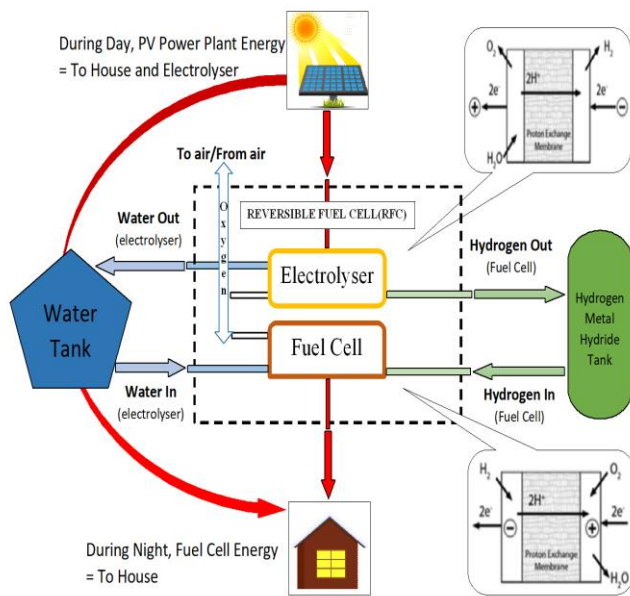 During Day, PV Power Plant Energy
= To House and Electrolyser
O₂
H₂
2H⁺
2e⁻
2e⁻
+
−
Proton Exchange
Membrane
H₂O
To air/From air
Oxygen
REVERSIBLE FUEL CELL(RFC)
Water Out
(electrolyser)
Electrolyser
Hydrogen Out
(Fuel Cell)
Water
Tank
Hydrogen
Metal
Hydride
Tank
Fuel Cell
Water In
(electrolyser)
Hydrogen In
(Fuel Cell)
H₂
O₂
2H⁺
2e⁻
2e⁻
−
+
Proton Exchange
Membrane
H₂O
During Night, Fuel Cell Energy
= To House